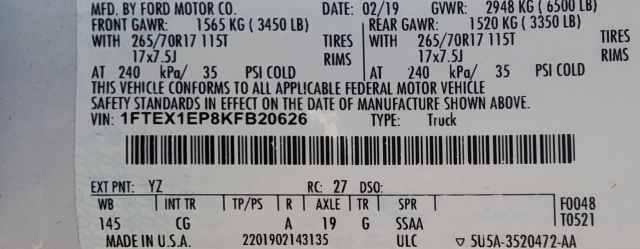 MFD. BY FORD MOTOR CO. DATE: 02/19 GVWR: 2948 KG ( 6500 LB)
FRONT GAWR: 1565 KG ( 3450 LB) REAR GAWR: 1520 KG ( 3350 LB)
WITH 265/70R17 115T TIRES WITH 265/70R17 115T TIRES
17x7.5J RIMS 17x7.5J RIMS
AT 240 kPa/ 35 PSI COLD AT 240 kPa/ 35 PSI COLD
THIS VEHICLE CONFORMS TO ALL APPLICABLE FEDERAL MOTOR VEHICLE
SAFETY STANDARDS IN EFFECT ON THE DATE OF MANUFACTURE SHOWN ABOVE.
VIN: 1FTEX1EP8KFB20626 TYPE: Truck
EXT PNT: YZ RC: 27 DSO:
WB INT TR TP/PS R AXLE TR SPR F0048
145 CG A 19 G SSAA T0521
MADE IN U.S.A. 2201902143135 ULC ▽ 5U5A-3520472-AA